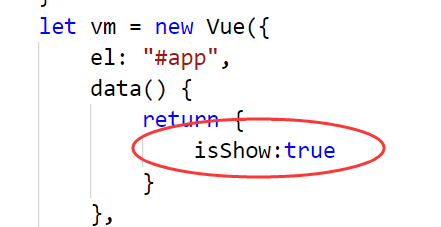 let vm = new Vue({
el: "#app",
data() {
return {
isShow:true
}
},